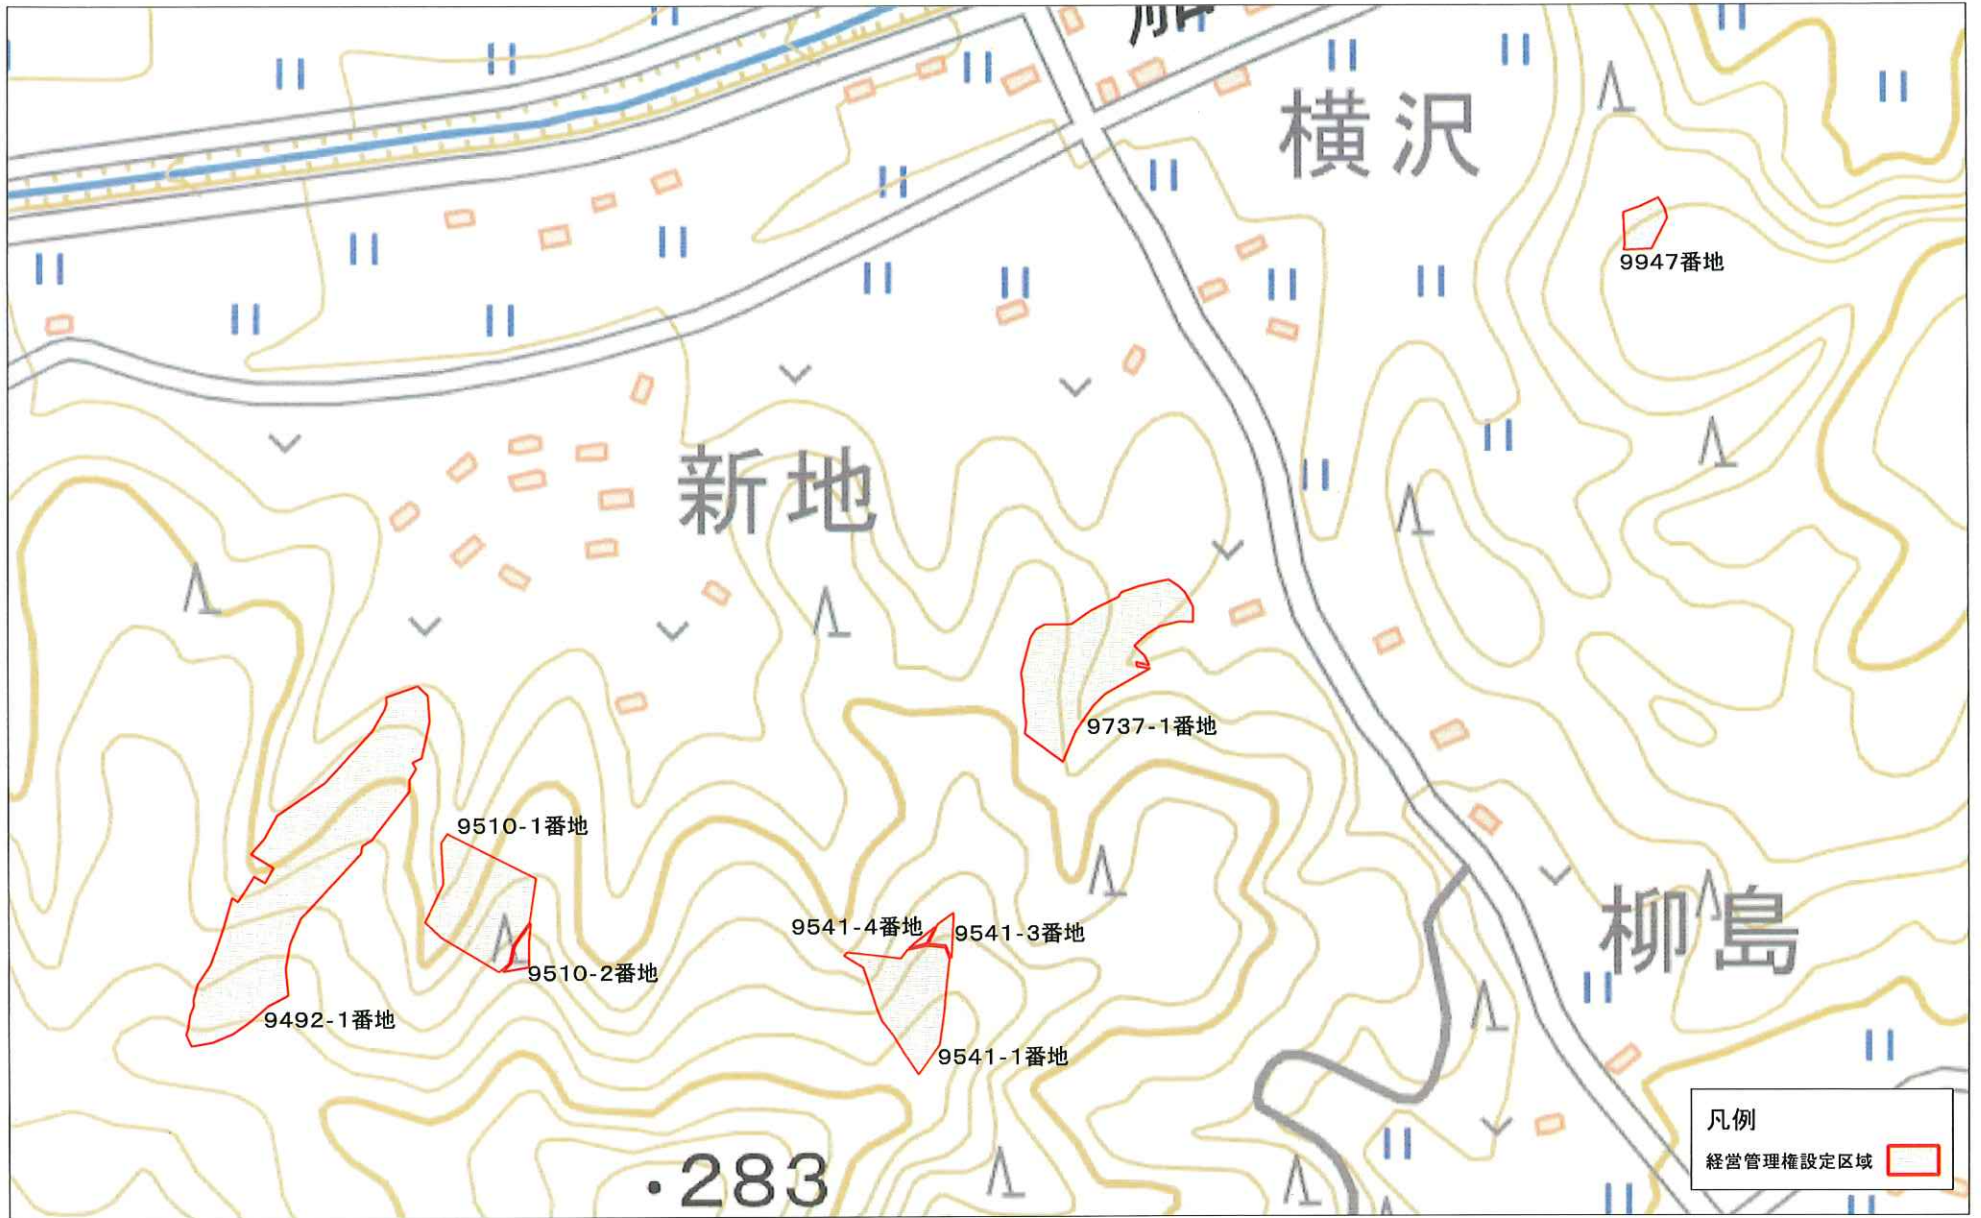 横沢
9947番地
新地
9737-1番地
9510-1番地
9541-4番地
9541-3番地
柳島
9510-2番地
9492-1番地
9541-1番地
凡例
経営管理権設定区域
・283